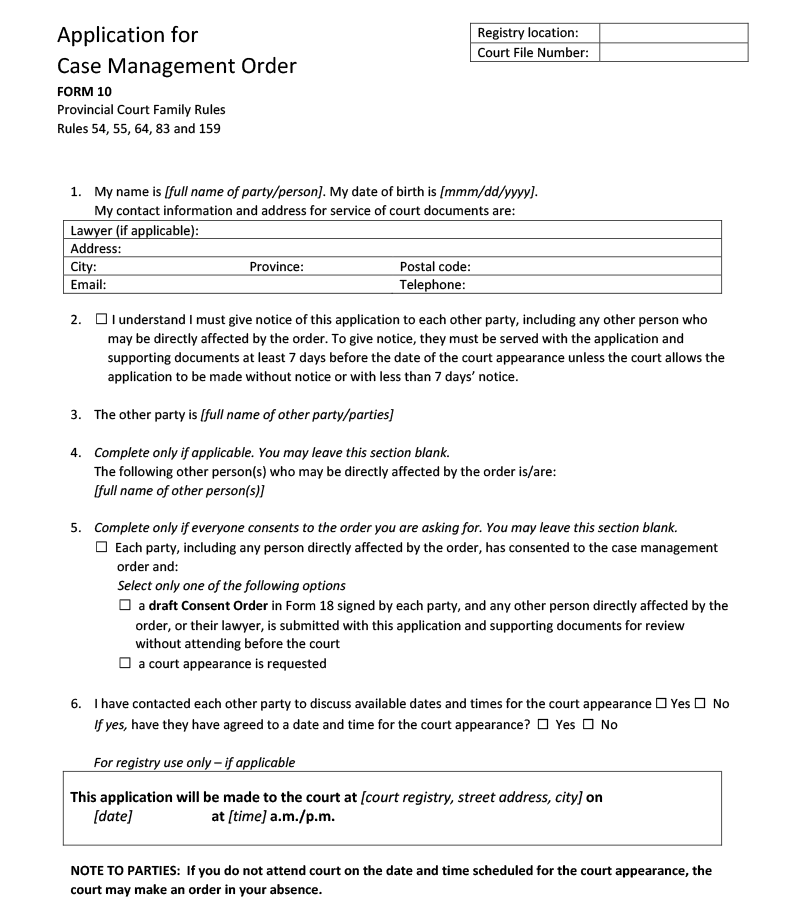 Application for
Case Management Order
FORM 10
Provincial Court Family Rules
Rules 54, 55, 64, 83 and 159
Registry location:
Court File Number:
1. My name is [full name of party/person]. My date of birth is [mmm/dd/yyyy].
My contact information and address for service of court documents are:
Lawyer (if applicable):
Address:
City: Province: Postal code:
Email: Telephone:
2. ☐ I understand I must give notice of this application to each other party, including any other person who
may be directly affected by the order. To give notice, they must be served with the application and
supporting documents at least 7 days before the date of the court appearance unless the court allows the
application to be made without notice or with less than 7 days’ notice.
3. The other party is [full name of other party/parties]
4. Complete only if applicable. You may leave this section blank.
The following other person(s) who may be directly affected by the order is/are:
[full name of other person(s)]
5. Complete only if everyone consents to the order you are asking for. You may leave this section blank.
☐ Each party, including any person directly affected by the order, has consented to the case management
order and:
Select only one of the following options
☐ a draft Consent Order in Form 18 signed by each party, and any other person directly affected by the
order, or their lawyer, is submitted with this application and supporting documents for review
without attending before the court
☐ a court appearance is requested
6. I have contacted each other party to discuss available dates and times for the court appearance ☐ Yes ☐ No
If yes, have they have agreed to a date and time for the court appearance? ☐ Yes ☐ No
For registry use only – if applicable
This application will be made to the court at [court registry, street address, city] on
[date] at [time] a.m./p.m.
NOTE TO PARTIES: If you do not attend court on the date and time scheduled for the court appearance, the
court may make an order in your absence.